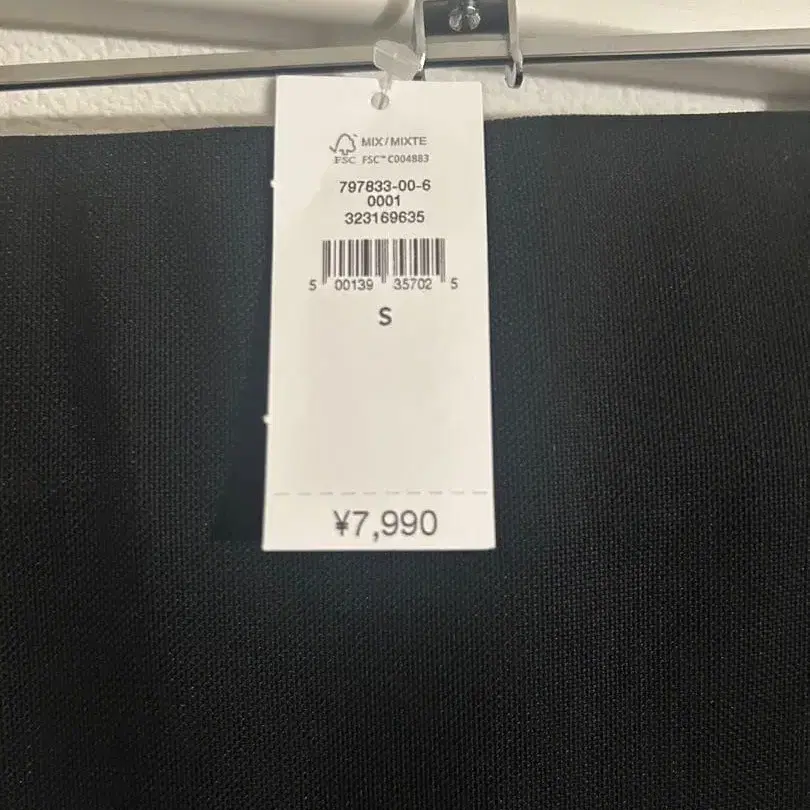 MIX/MIXTE
FSC FSC™ C004883
797833-00-6
0001
323169635
5 00139 35702 5
S
¥7,990